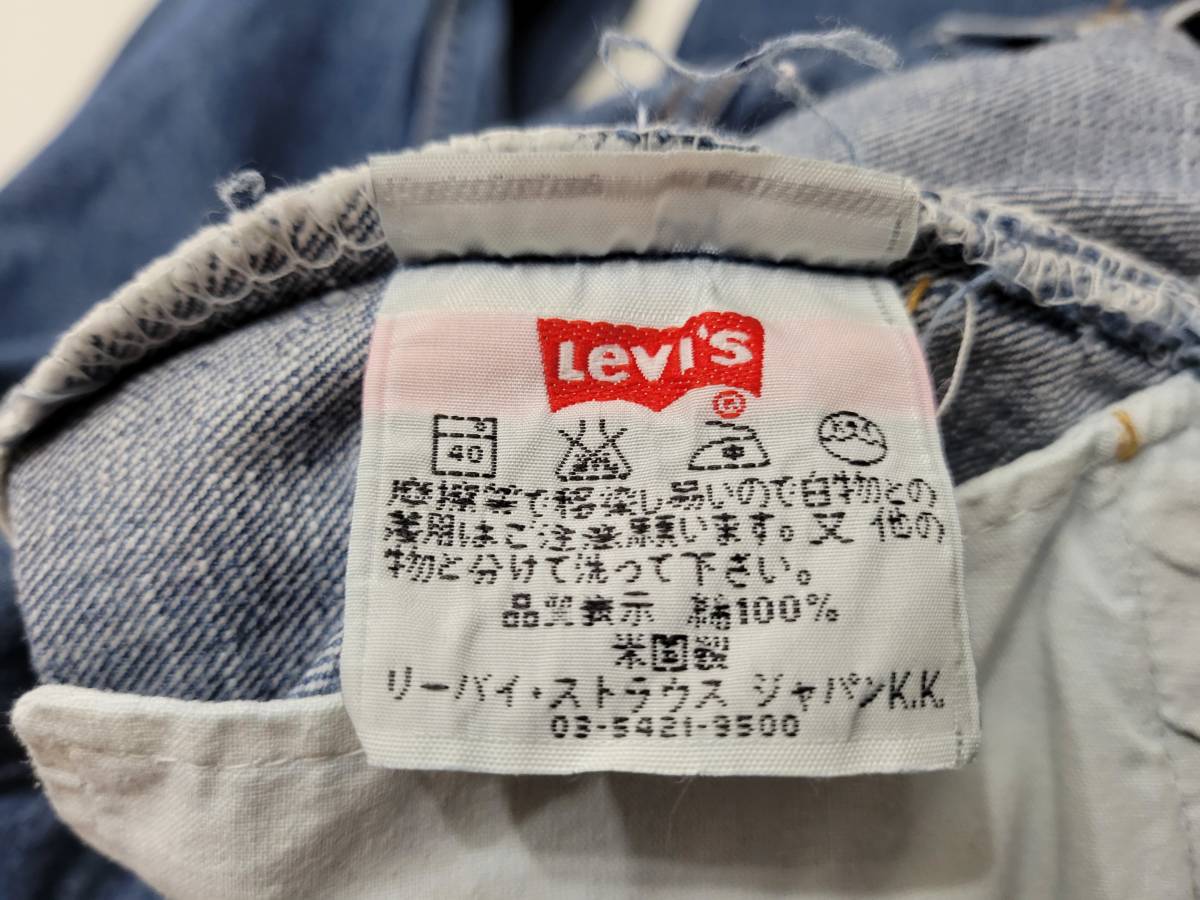 Levi's
®
40
摩擦等で移染し易いので白物との
着用はご注意願います。又 他の
物と分けて洗って下さい。
品質表示 綿100%
米国製
リーバイ・ストラウス ジャパンK.K.
03-5421-9500